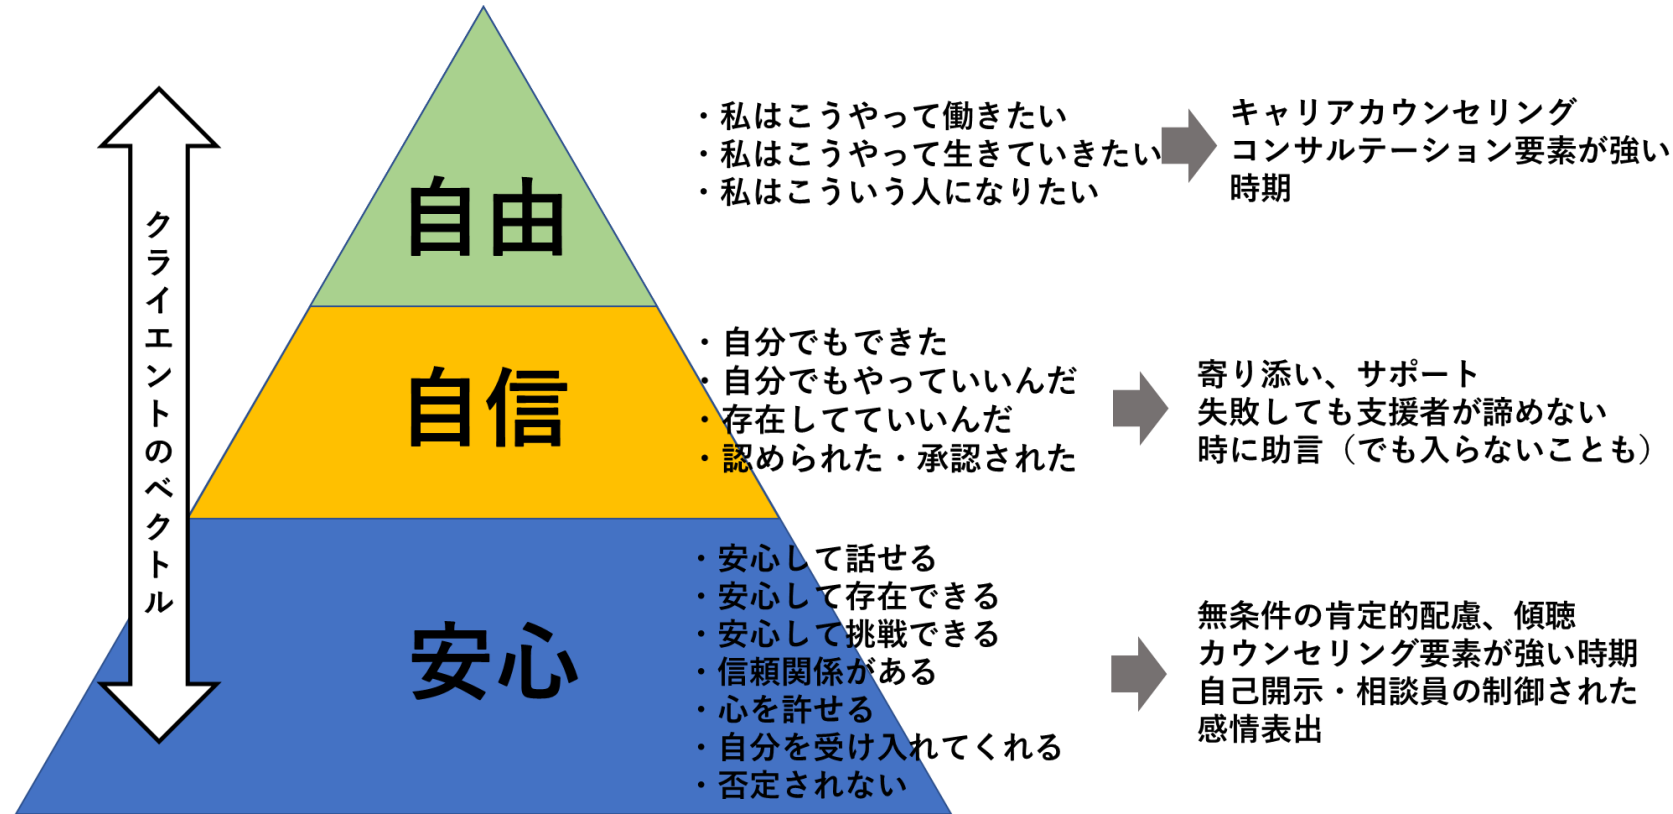 クライエントのベクトル
自由
・私はこうやって働きたい
・私はこうやって生きていきたい
・私はこういう人になりたい
キャリアカウンセリング
コンサルテーション要素が強い
時期
自信
・自分でもできた
・自分でもやっていいんだ
・存在してていいんだ
・認められた・承認された
寄り添い、サポート
失敗しても支援者が諦めない
時に助言（でも入らないことも）
安心
・安心して話せる
・安心して存在できる
・安心して挑戦できる
・信頼関係がある
・心を許せる
・自分を受け入れてくれる
・否定されない
無条件の肯定的配慮、傾聴
カウンセリング要素が強い時期
自己開示・相談員の制御された
感情表出